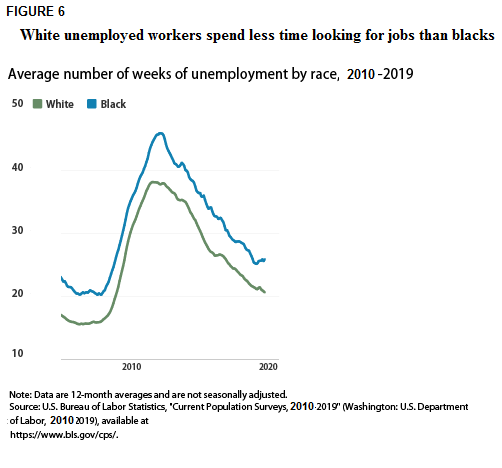 FIGURE 6
White unemployed workers spend less time looking for jobs than blacks
Average number of weeks of unemployment by race, 2010 -2019
50 White Black
40
30
20
10
2010 2020
Note: Data are 12-month averages and are not seasonally adjusted.
Source: U.S. Bureau of Labor Statistics, "Current Population Surveys, 2010-2019" (Washington: U.S. Department
: of Labor, 2010 2019), available at
https://www.bls.gov/cps/.